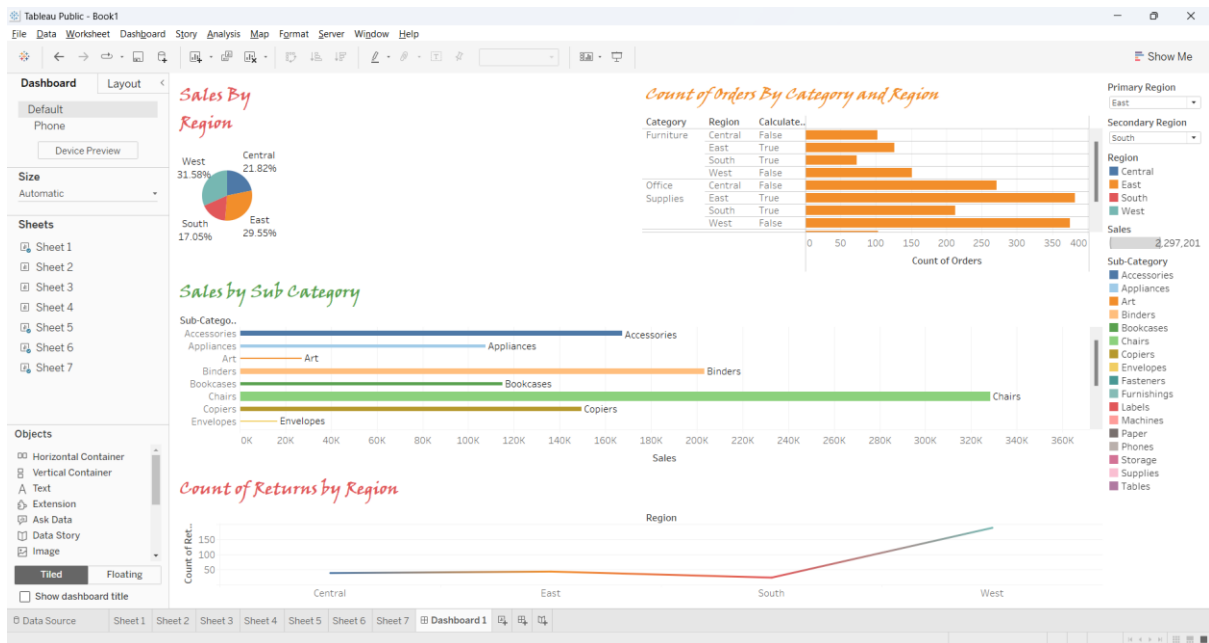 Tableau Public - Book1
File Data Worksheet Dashboard Story Analysis Map Format Server Window Help
Show Me
Dashboard Layout
Default
Phone
Device Preview
Size
Automatic
Sheets
Sheet 1
Sheet 2
Sheet 3
Sheet 4
Sheet 5
Sheet 6
Sheet 7
Objects
Horizontal Container
Vertical Container
Text
Extension
Ask Data
Data Story
Image
Tiled Floating
Show dashboard title
Sales By
Region
West
31.58%
Central
21.82%
South
17.05%
East
29.55%
Count of Orders By Category and Region
Category Region Calculate..
Furniture Central False
East True
South True
West False
Office Central False
Supplies East True
South True
West False
0 50 100 150 200 250 300 350 400
Count of Orders
Sales by Sub Category
Sub-Catego..
Accessories Accessories
Appliances Appliances
Art Art
Binders Binders
Bookcases Bookcases
Chairs Chairs
Copiers Copiers
Envelopes Envelopes
0K 20K 40K 60K 80K 100K 120K 140K 160K 180K 200K 220K 240K 260K 280K 300K 320K 340K 360K
Sales
Count of Returns by Region
Region
Count of Ret..
150
100
50
Central East South West
Primary Region
East
Secondary Region
South
Region
Central
East
South
West
Sales
2,297,201
Sub-Category
Accessories
Appliances
Art
Binders
Bookcases
Chairs
Copiers
Envelopes
Fasteners
Furnishings
Labels
Machines
Paper
Phones
Storage
Supplies
Tables
Data Source Sheet 1 Sheet 2 Sheet 3 Sheet 4 Sheet 5 Sheet 6 Sheet 7 Dashboard 1